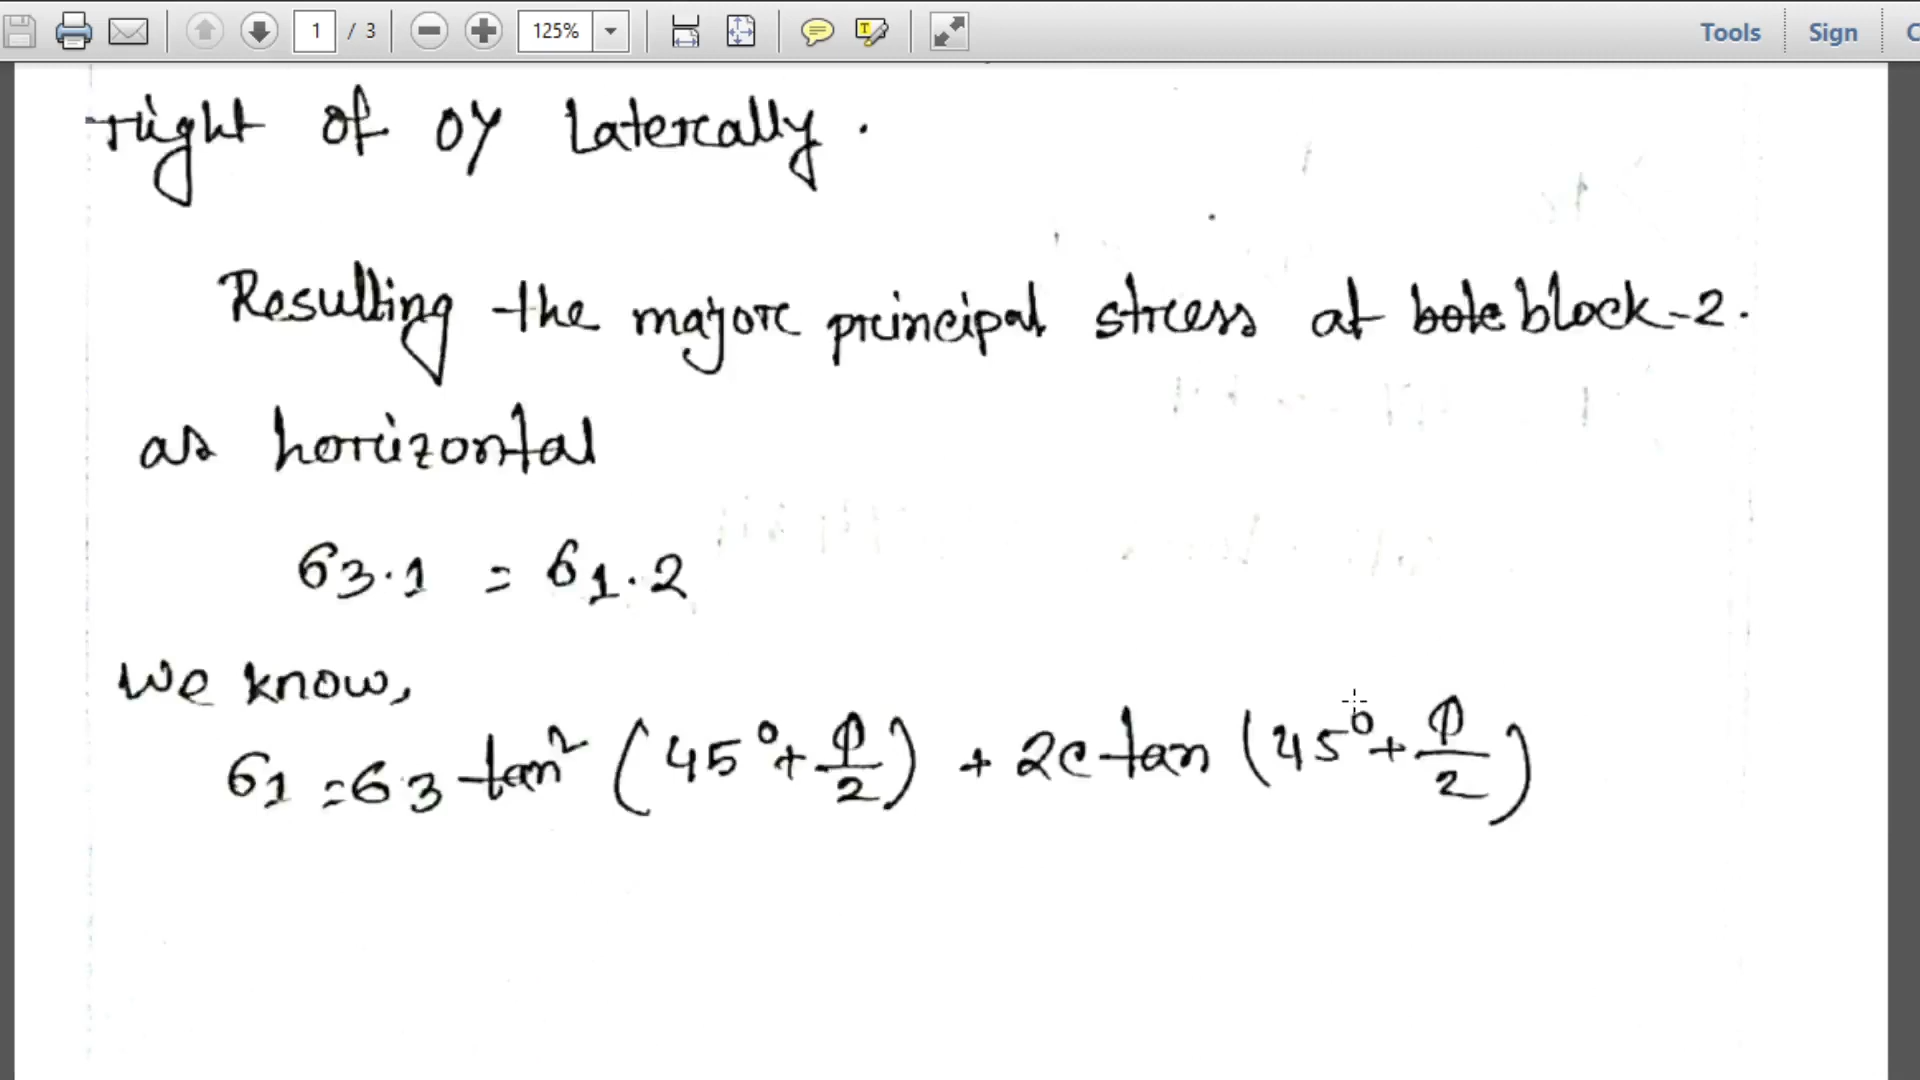 1 / 3 125% Tools Sign C
right of OY Laterally.
Resulting the major principal stress at block-2.
as horizontal
σ3.1 = σ1.2
We know,
σ1 = σ3 tan² (45° + φ/2) + 2c tan (45° + φ/2)